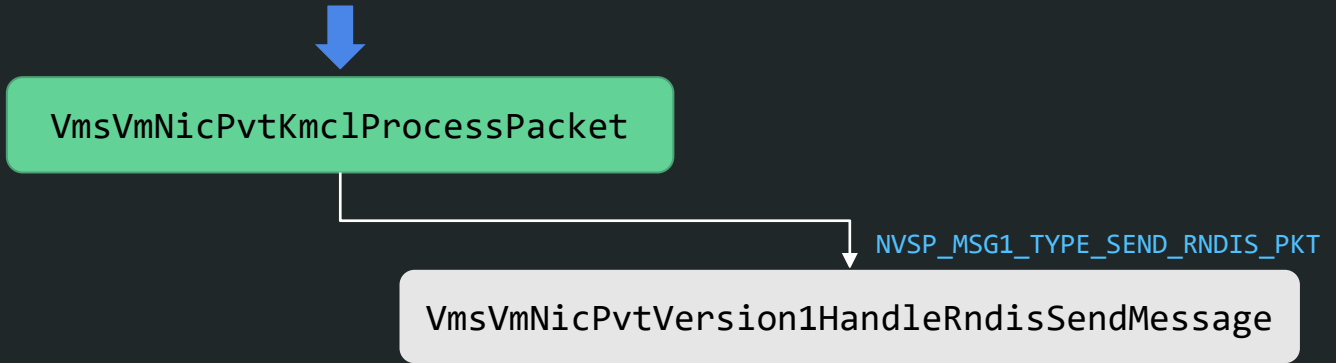 VmsVmNicPvtKmclProcessPacket
NVSP_MSG1_TYPE_SEND_RNDIS_PKT
VmsVmNicPvtVersion1HandleRndisSendMessage